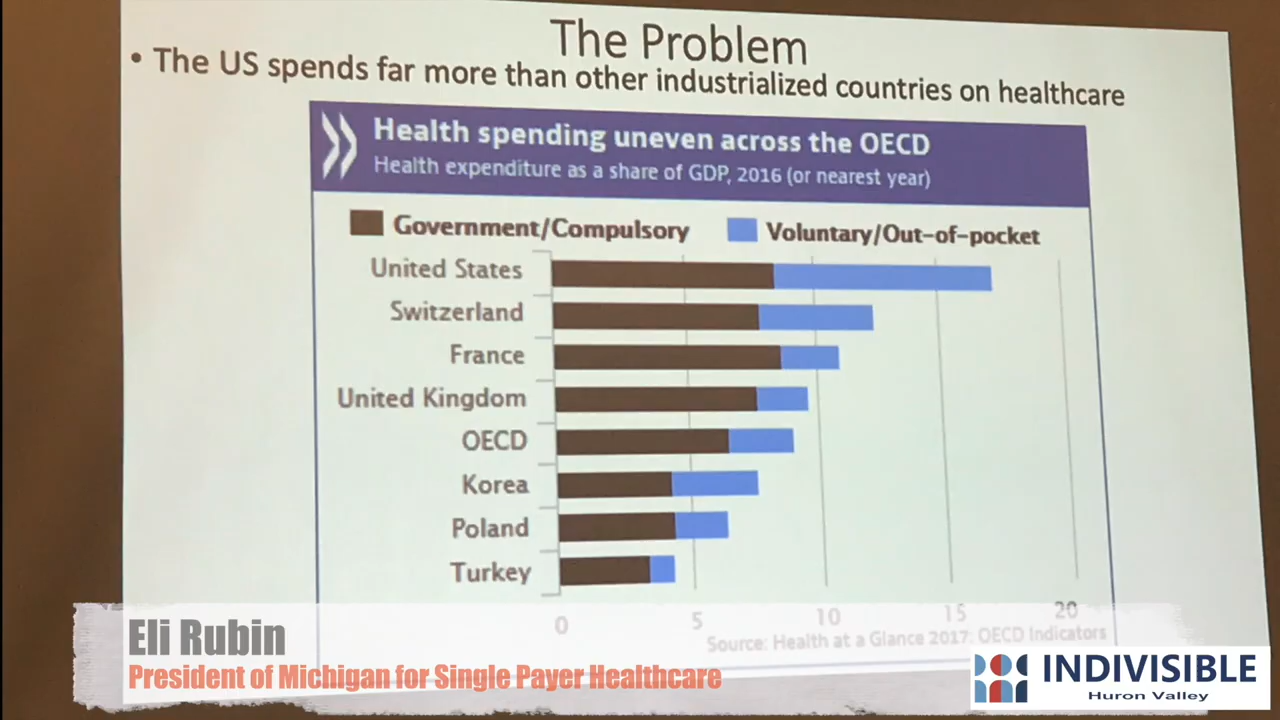 The Problem
• The US spends far more than other industrialized countries on healthcare
Health spending uneven across the OECD
Health expenditure as a share of GDP, 2016 (or nearest year)
Government/Compulsory Voluntary/Out-of-pocket
United States
Switzerland
France
United Kingdom
OECD
Korea
Poland
Turkey
0 5 10 15 20
Source: Health at a Glance 2017: OECD Indicators
Eli Rubin
President of Michigan for Single Payer Healthcare
INDIVISIBLE
Huron Valley